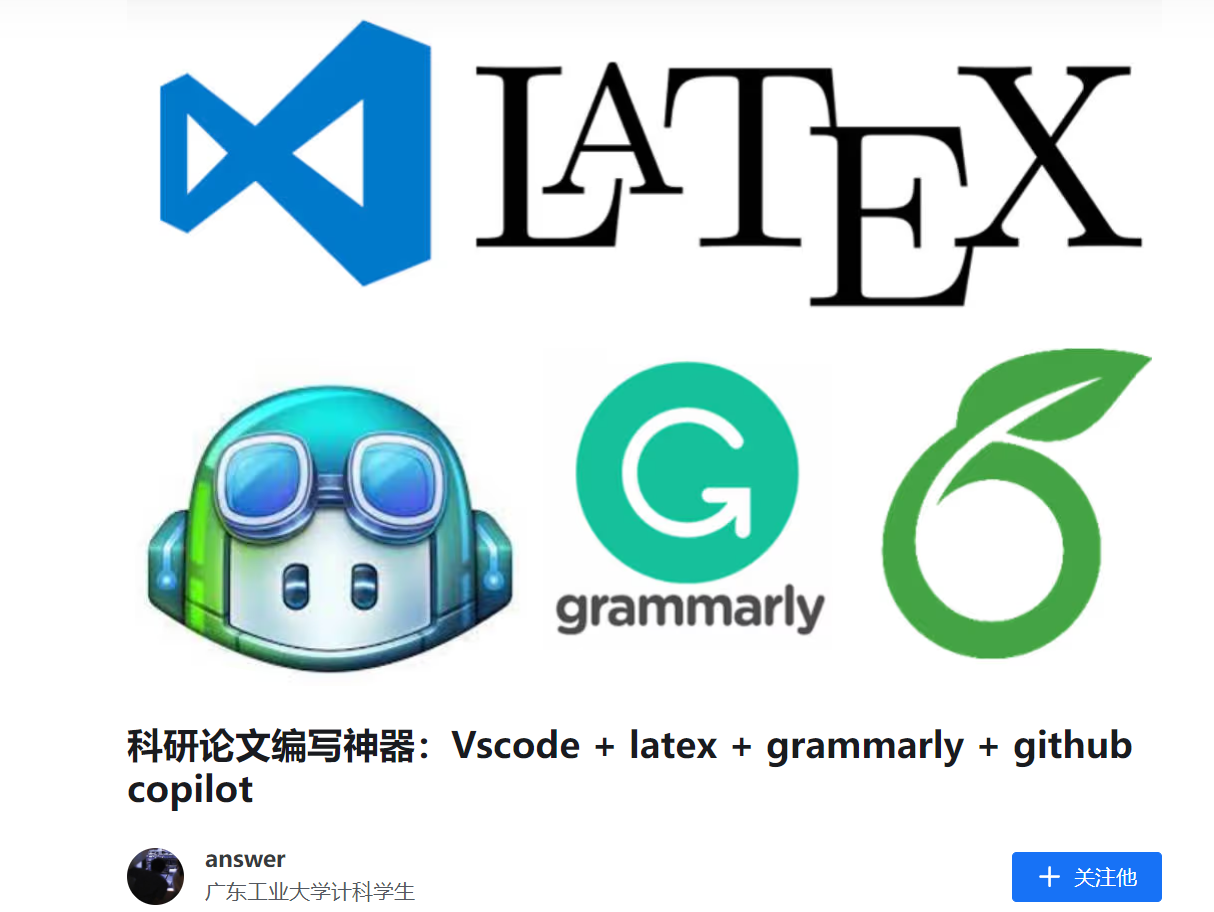 LATEX
grammarly
科研论文编写神器：Vscode + latex + grammarly + github
copilot
answer
广东工业大学计科学生
+ 关注他